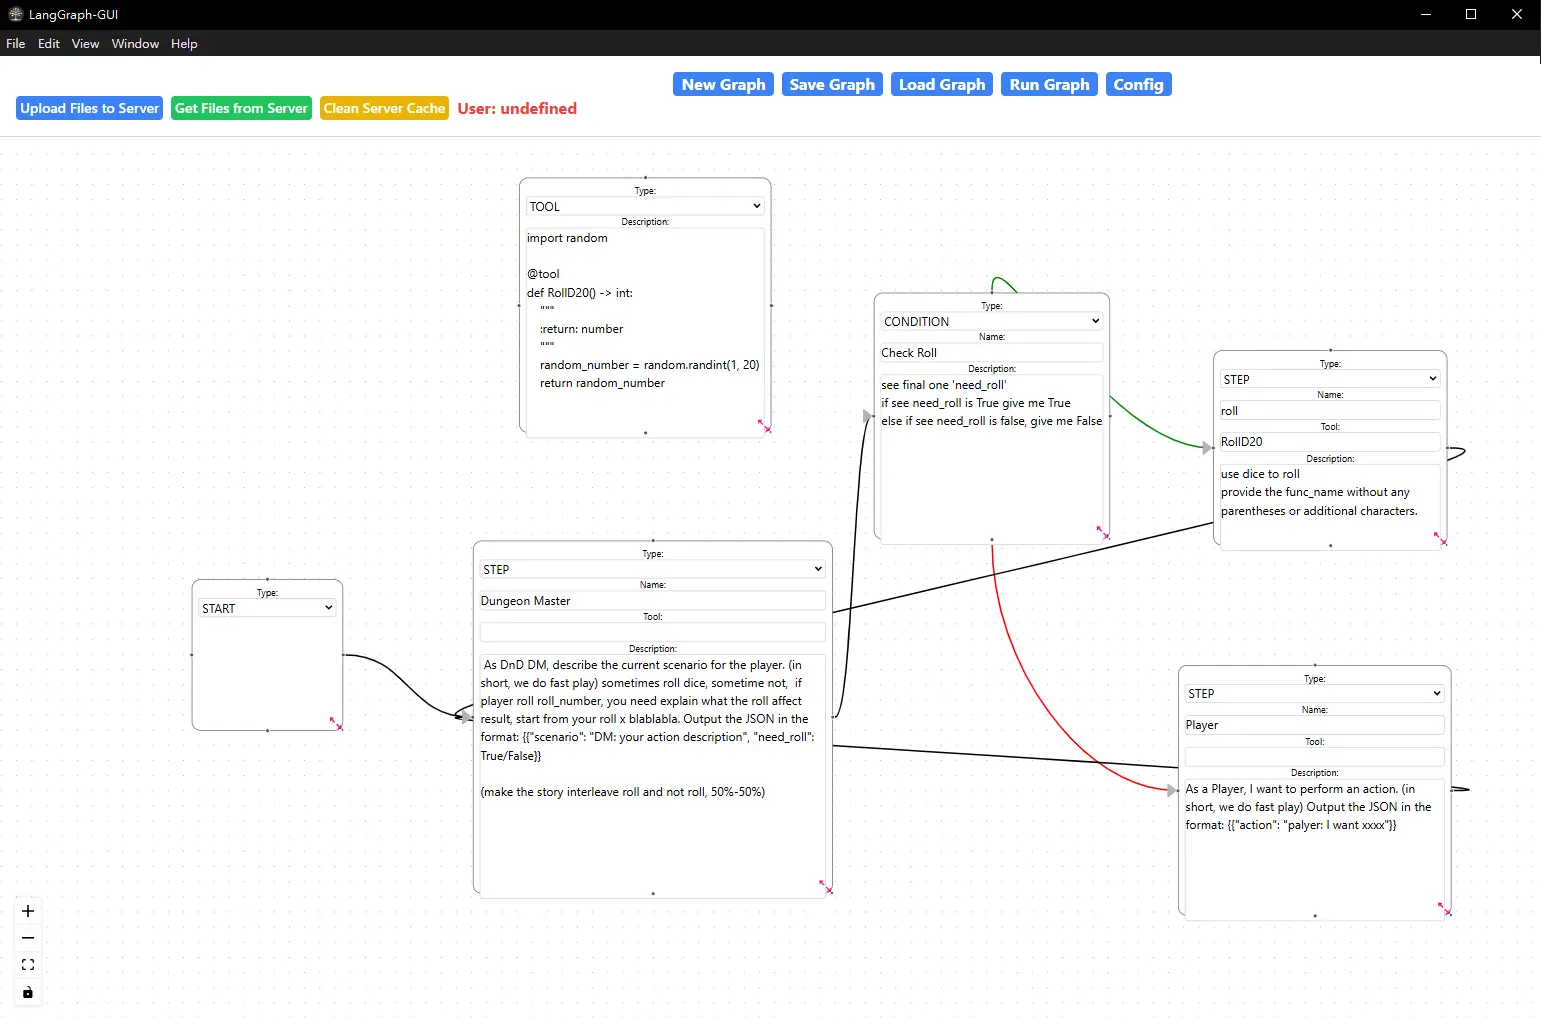 LangGraph-GUI
File Edit View Window Help
New Graph Save Graph Load Graph Run Graph Config
Upload Files to Server Get Files from Server Clean Server Cache User: undefined
Type:
TOOL
Description:
import random
@tool
def RollD20() -> int:
"""
:return: number
"""
random_number = random.randint(1, 20)
return random_number
Type:
CONDITION
Name:
Check Roll
Description:
see final one 'need_roll'
if see need_roll is True give me True
else if see need_roll is false, give me False
Type:
STEP
Name:
roll
Tool:
RollD20
Description:
use dice to roll
provide the func_name without any
parentheses or additional characters.
Type:
START
Type:
STEP
Name:
Dungeon Master
Tool:
Description:
As DnD DM, describe the current scenario for the player. (in
short, we do fast play) sometimes roll dice, sometime not, if
player roll roll_number, you need explain what the roll affect
result, start from your roll x blablabla. Output the JSON in the
format: {{"scenario": "DM: your action description", "need_roll":
True/False}}
(make the story interleave roll and not roll, 50%-50%)
Type:
STEP
Name:
Player
Tool:
Description:
As a Player, I want to perform an action. (in
short, we do fast play) Output the JSON in the
format: {{"action": "palyer: I want xxxx"}}